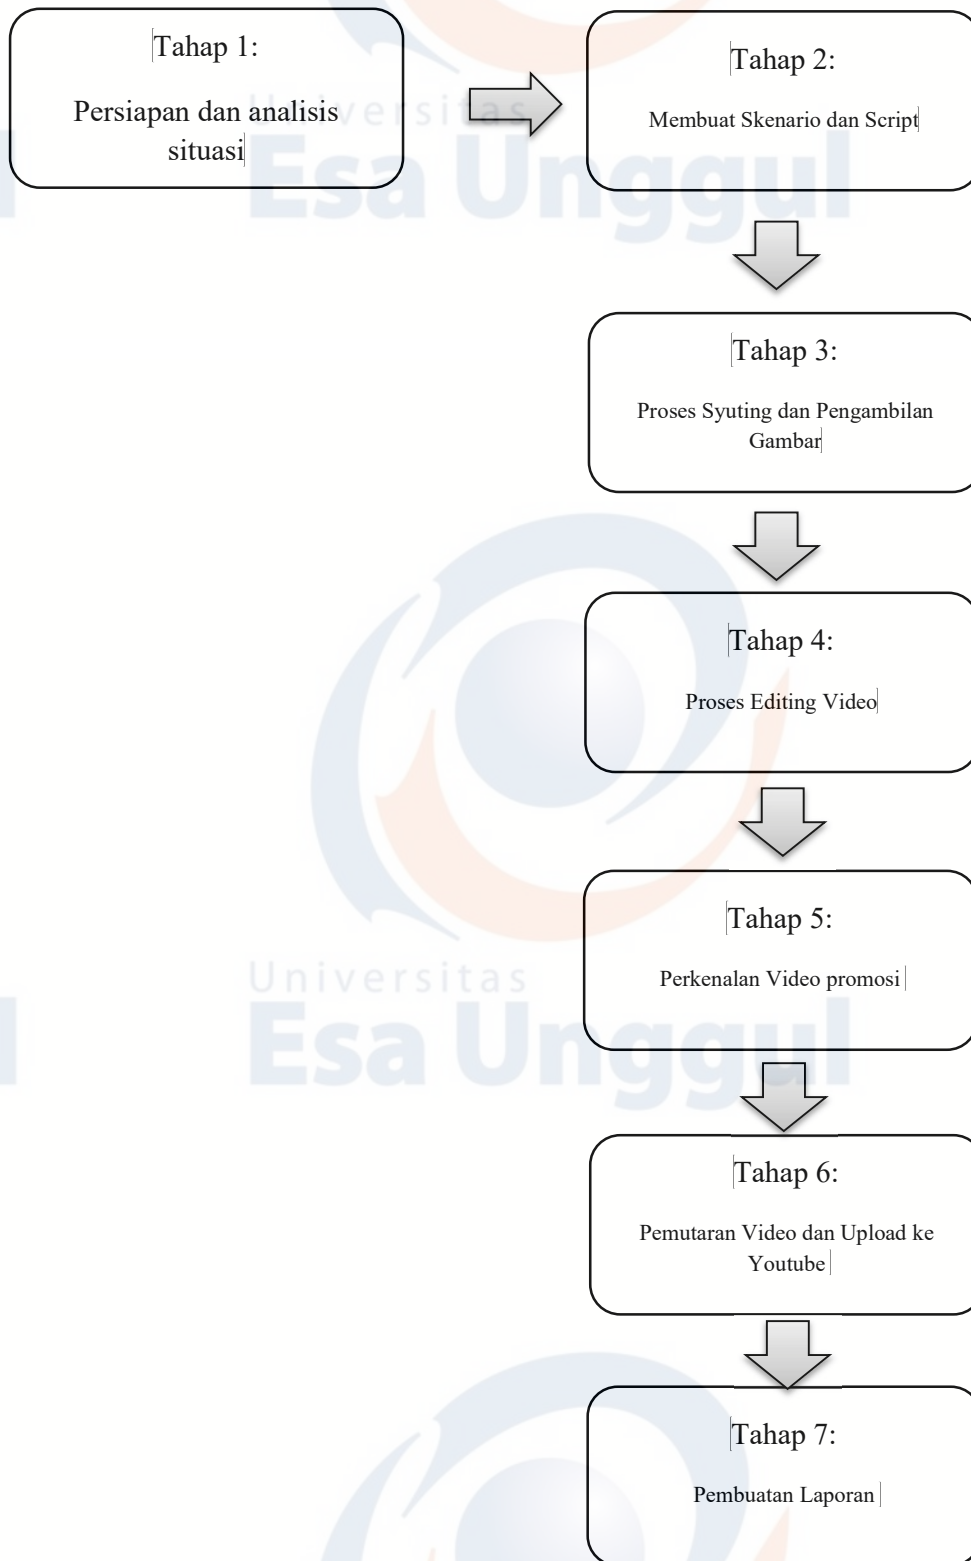 Tahap 1:
Persiapan dan analisis
situasi
Tahap 2:
Membuat Skenario dan Script
Universitas
Esa Unggul
Tahap 3:
Proses Syuting dan Pengambilan
Gambar
Tahap 4:
Proses Editing Video
Tahap 5:
Perkenalan Video promosi
Universitas
Esa Unggul
Tahap 6:
Pemutaran Video dan Upload ke
Youtube
Tahap 7:
Pembuatan Laporan